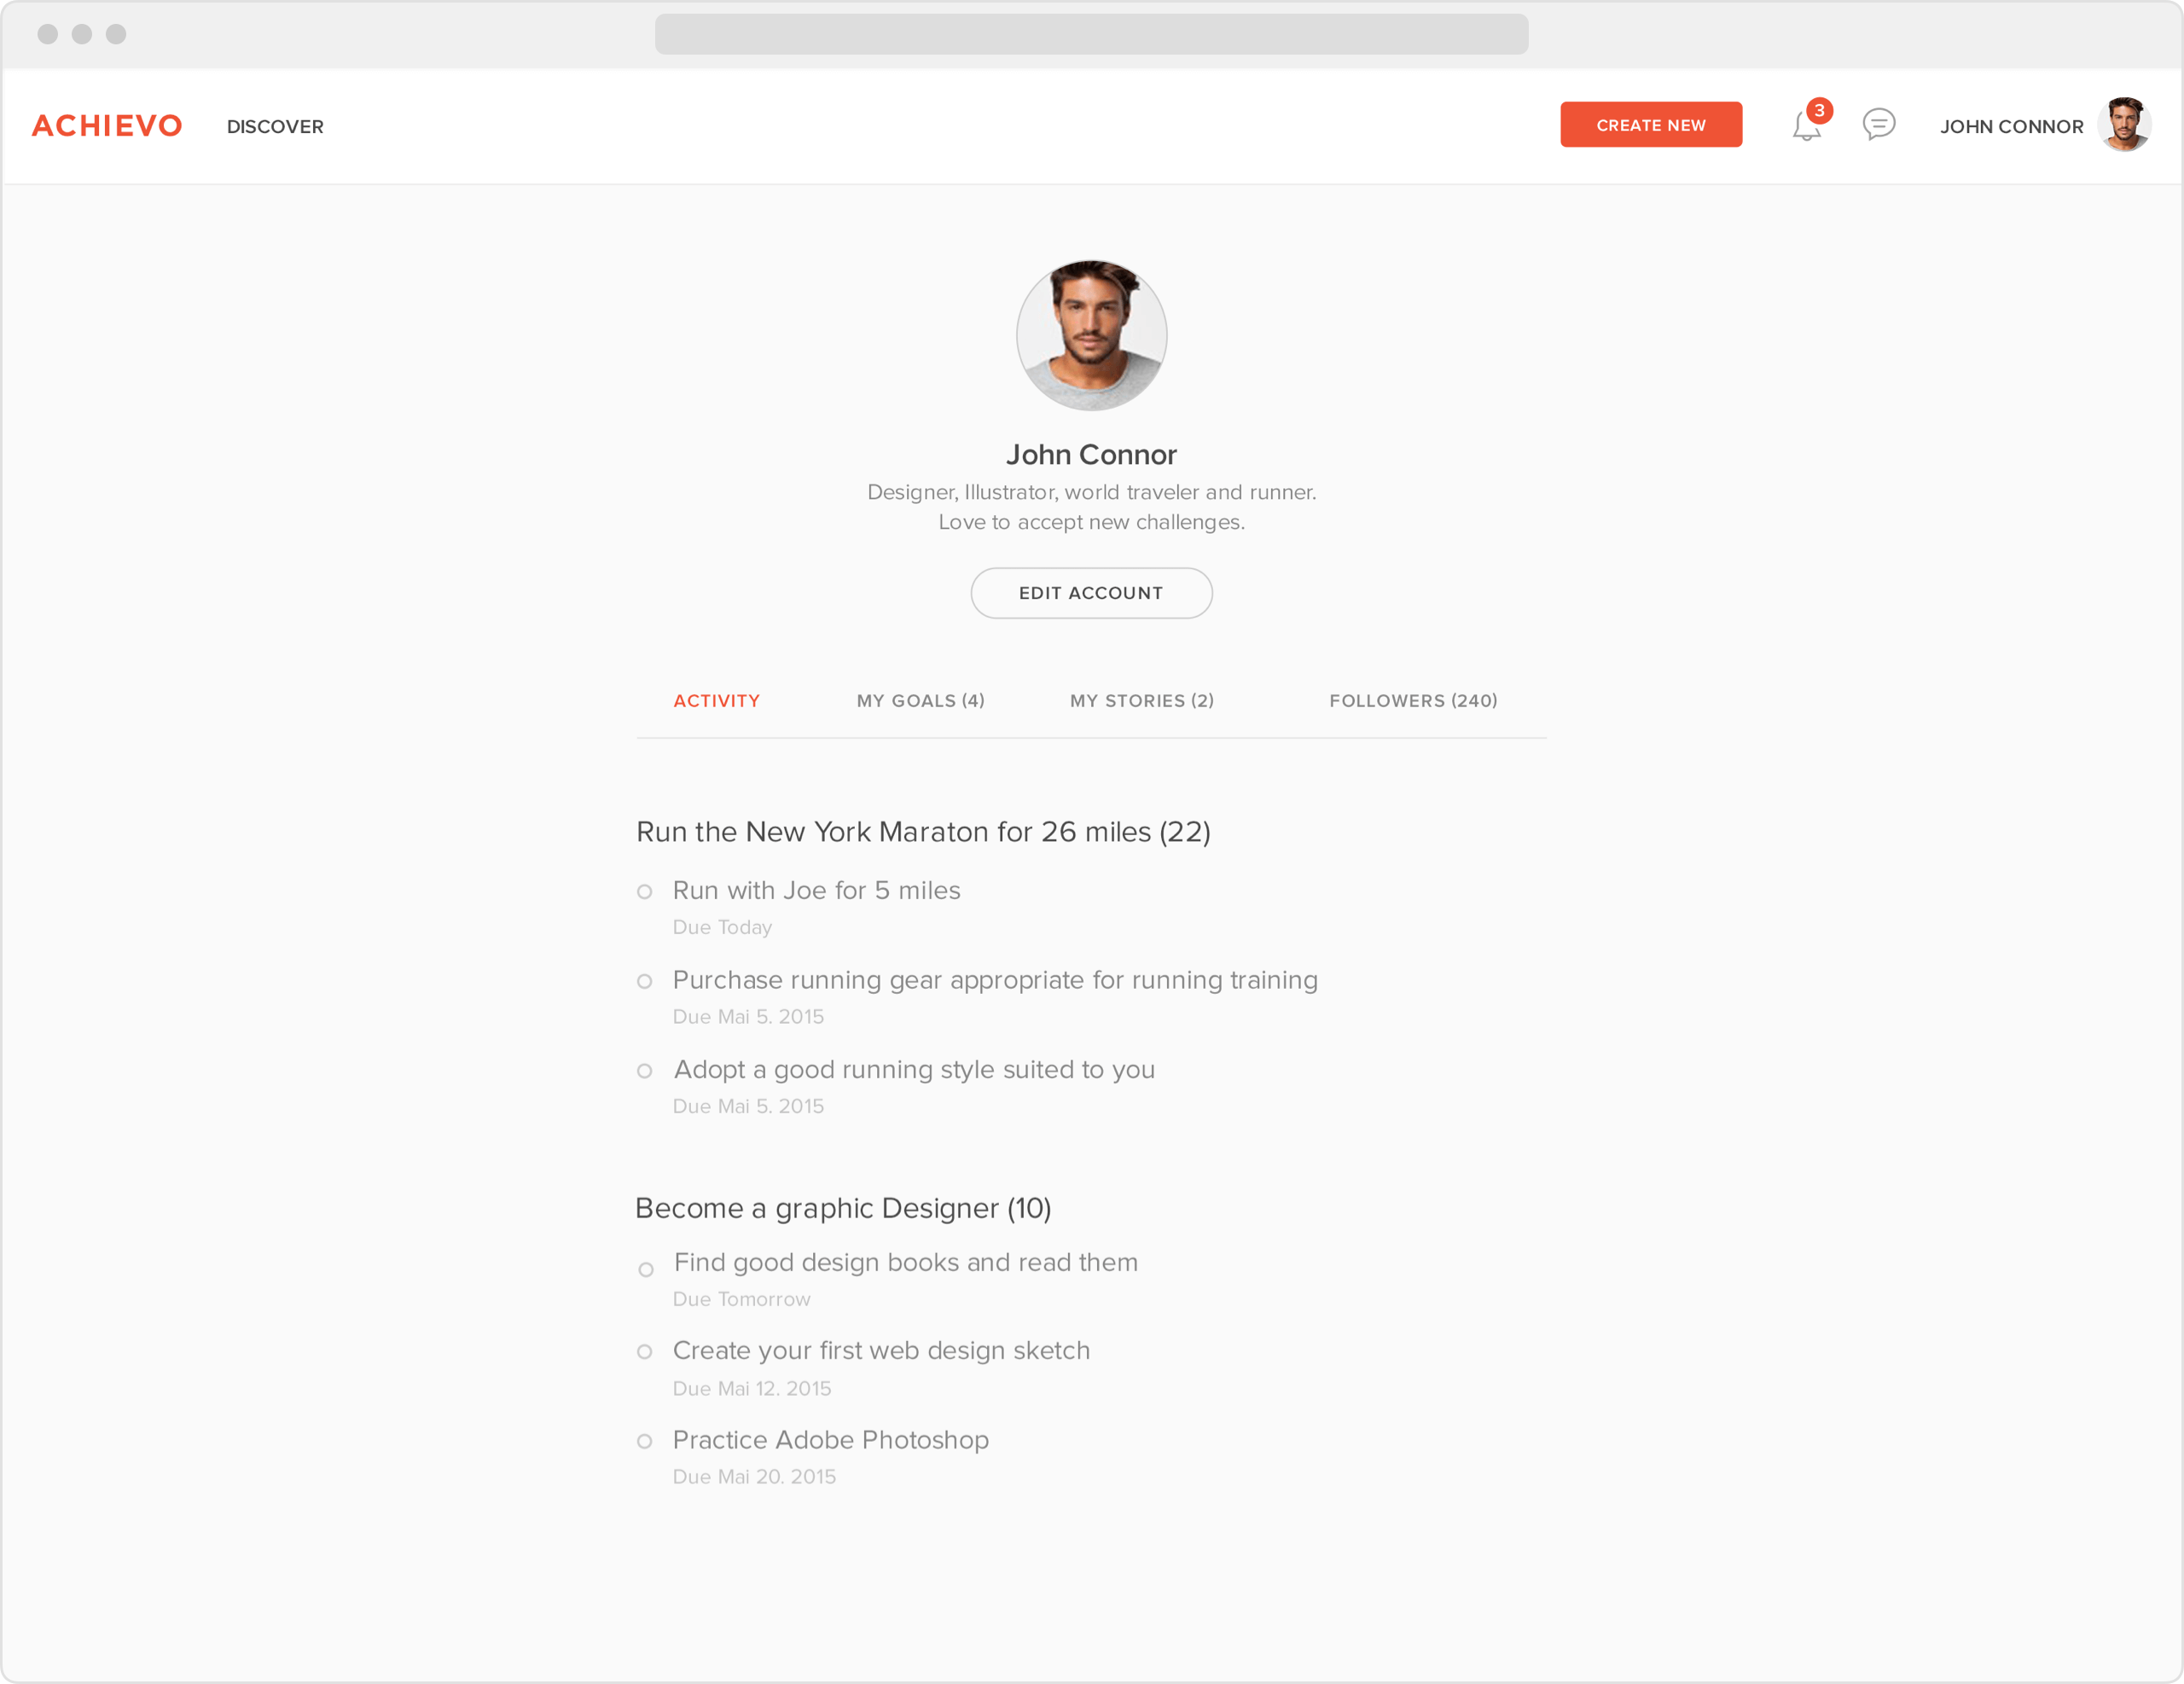 ACHIEVO
DISCOVER
CREATE NEW
3
JOHN CONNOR
John Connor
Designer, Illustrator, world traveler and runner.
Love to accept new challenges.
EDIT ACCOUNT
ACTIVITY
MY GOALS (4)
MY STORIES (2)
FOLLOWERS (240)
Run the New York Maraton for 26 miles (22)
Run with Joe for 5 miles
Due Today
Purchase running gear appropriate for running training
Due Mai 5. 2015
Adopt a good running style suited to you
Due Mai 5. 2015
Become a graphic Designer (10)
Find good design books and read them
Due Tomorrow
Create your first web design sketch
Due Mai 12. 2015
Practice Adobe Photoshop
Due Mai 20. 2015